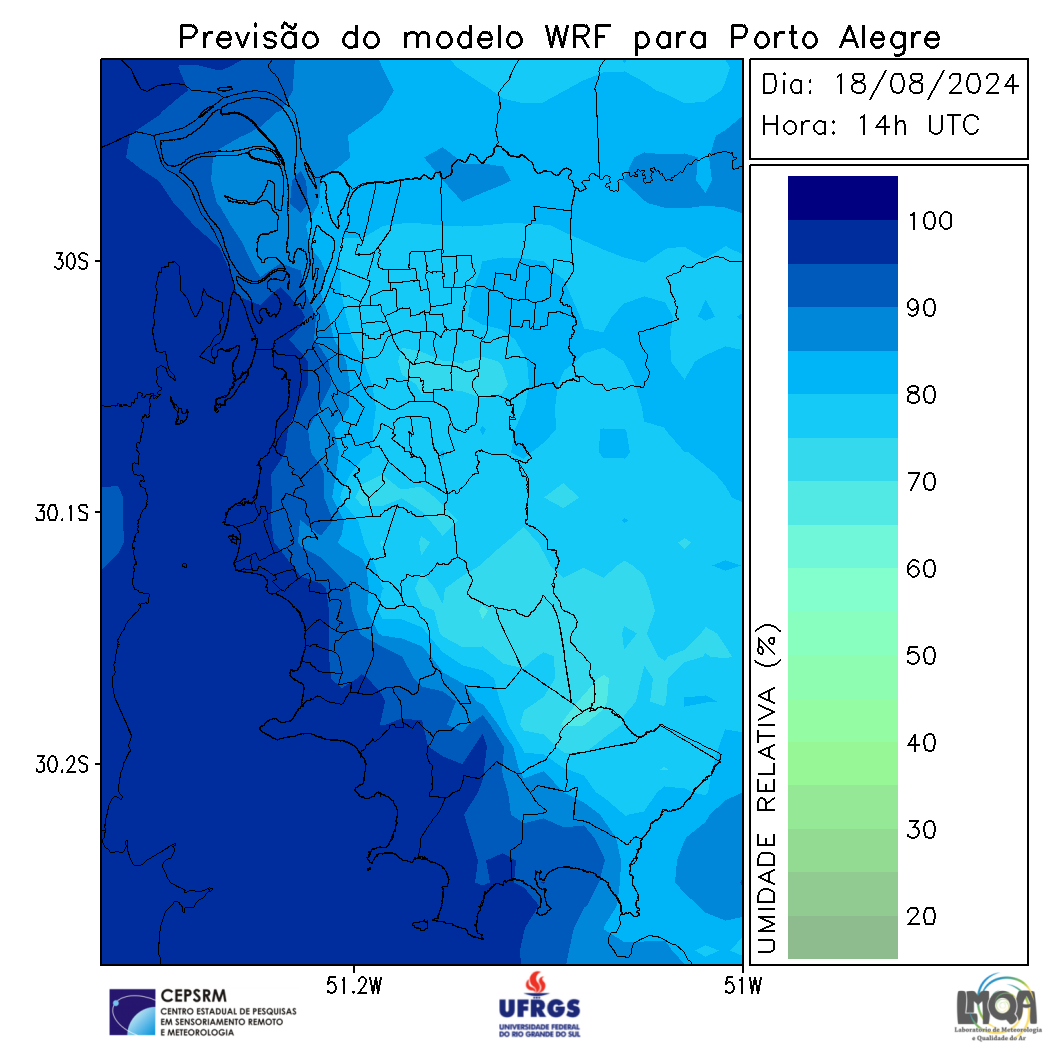 Previsão do modelo WRF para Porto Alegre
Dia: 18/08/2024
Hora: 14h UTC
30S
30.1S
30.2S
51.2W
51W
UMIDADE RELATIVA (%)
100
90
80
70
60
50
40
30
20
CEPSRM
CENTRO ESTADUAL DE PESQUISAS
EM SENSORIAMENTO REMOTO
E METEOROLOGIA
UFRGS
UNIVERSIDADE FEDERAL
DO RIO GRANDE DO SUL
LMQA
Laboratório de Meteorologia
e Qualidade do Ar